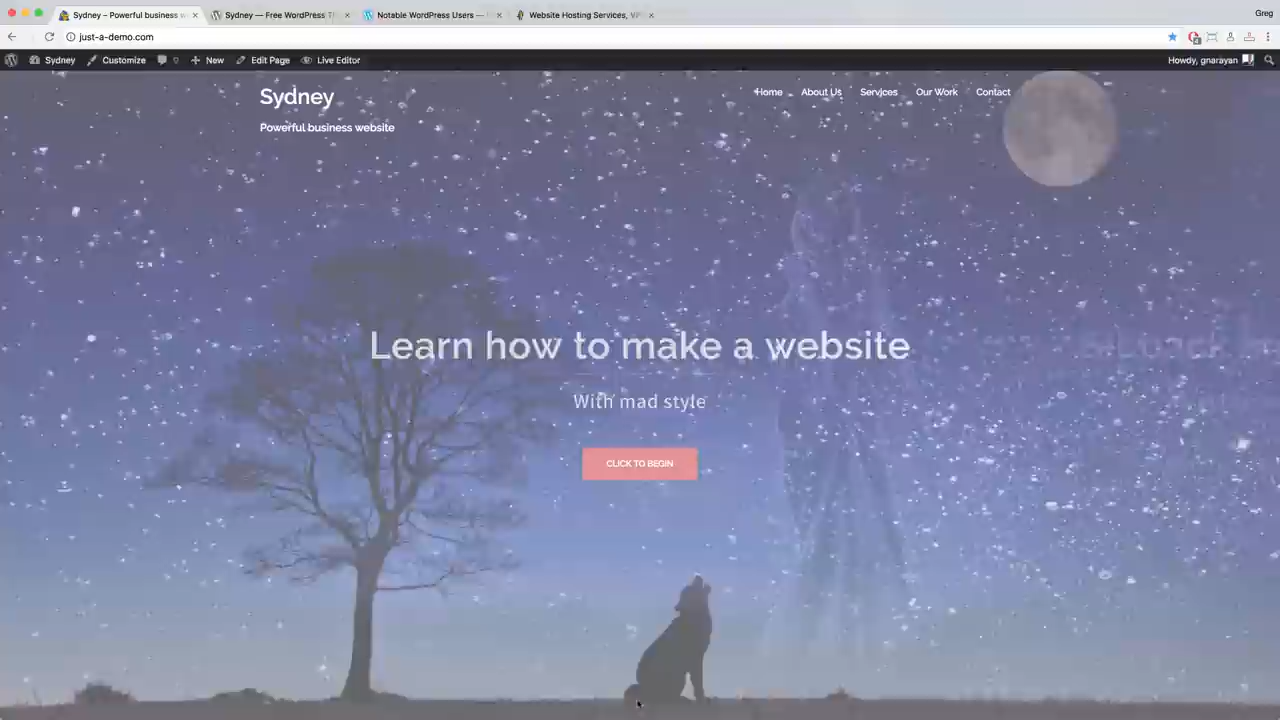 Sydney – Powerful business w
Sydney — Free WordPress T
Notable WordPress Users —
Website Hosting Services, VP
Greg
just-a-demo.com
Sydney
Customize
0
New
Edit Page
Live Editor
Howdy, gnarayan
Sydney
Powerful business website
Home
About Us
Services
Our Work
Contact
Learn how to make a website
With mad style
CLICK TO BEGIN